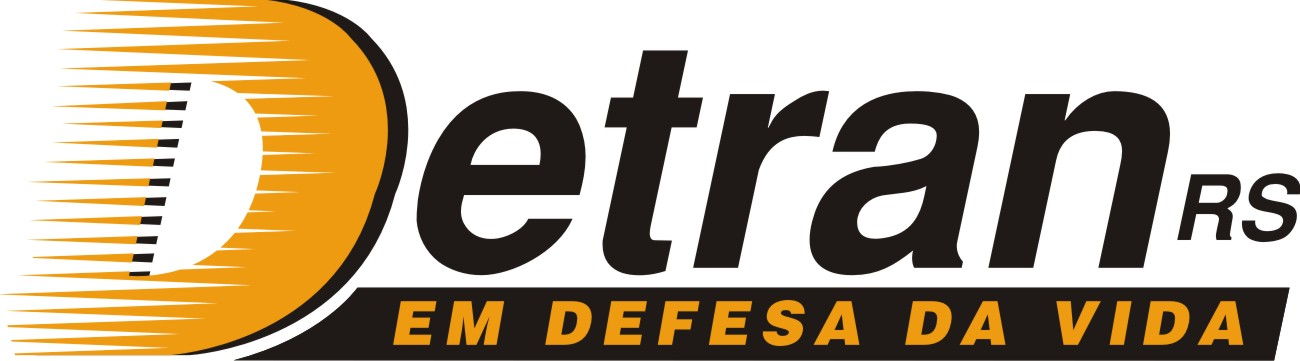 Detran RS
EM DEFESA DA VIDA